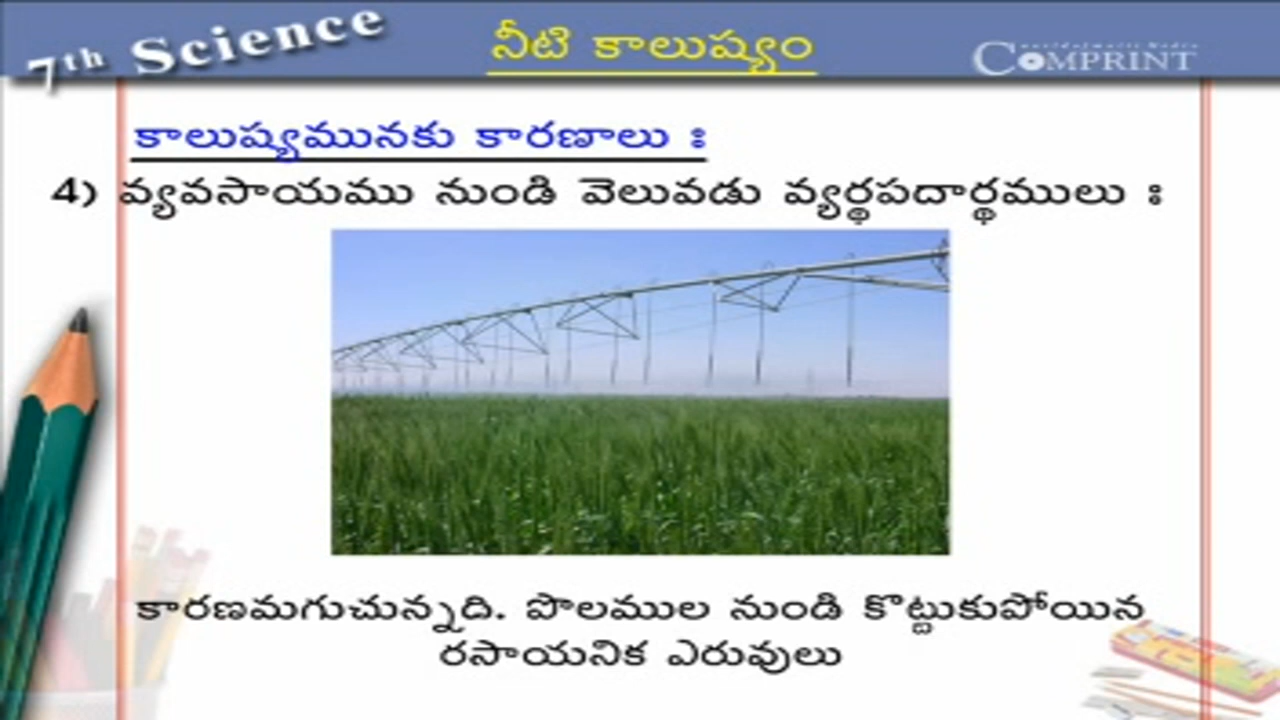 7th Science
నీటి కాలుష్యం
COMPRINT
కాలుష్యమునకు కారణాలు :
4) వ్యవసాయము నుండి వెలువడు వ్యర్థపదార్థములు :
కారణమగుచున్నది. పొలముల నుండి కొట్టుకుపోయిన
రసాయనిక ఎరువులు